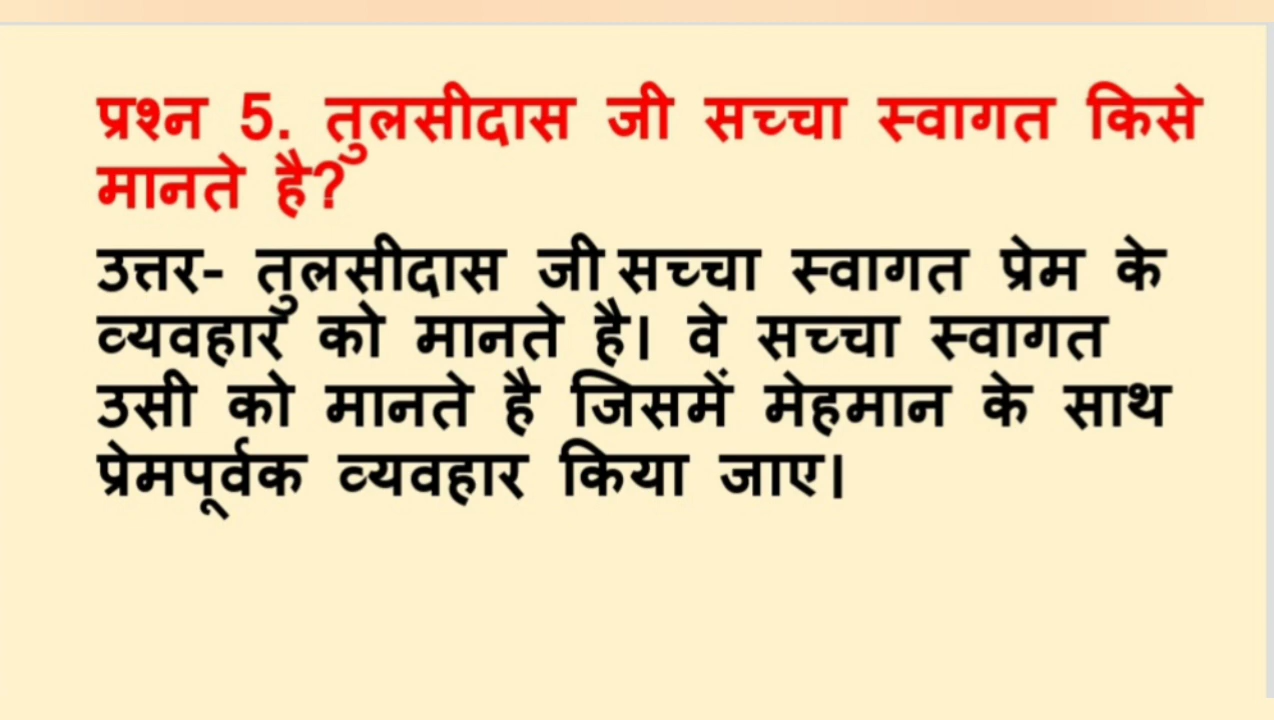 प्रश्न 5. तुलसीदास जी सच्चा स्वागत किसे
मानते है?
उत्तर- तुलसीदास जी सच्चा स्वागत प्रेम के
व्यवहार को मानते है। वे सच्चा स्वागत
उसी को मानते है जिसमें मेहमान के साथ
प्रेमपूर्वक व्यवहार किया जाए।